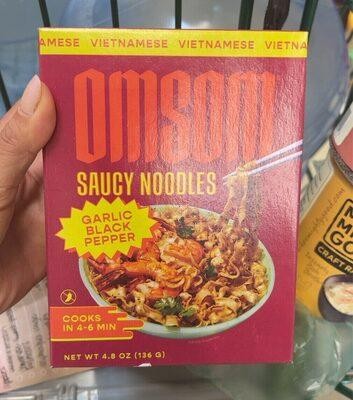 AMESE VIETNAMESE VIETNAMESE VIETNA
OMSOM
SAUCY NOODLES
GARLIC
BLACK
PEPPER
COOKS
IN 4-6 MIN
NET WT 4.8 OZ (136 G)
CRAFT